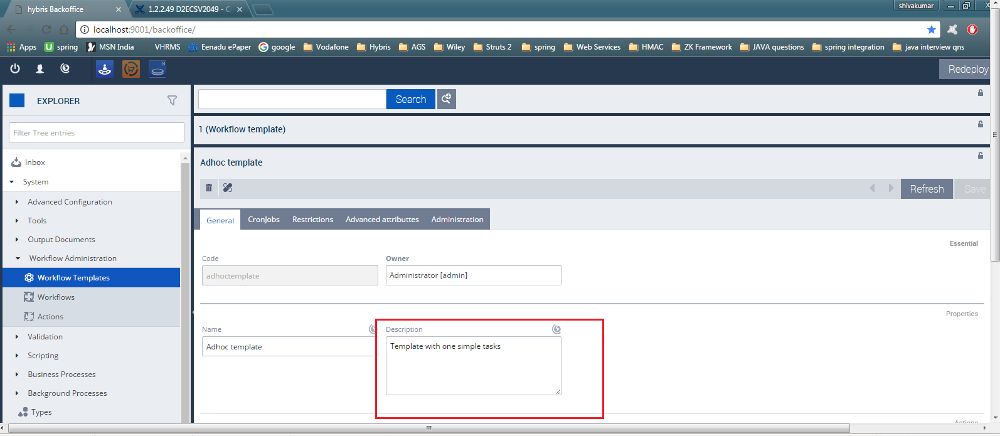 hybris Backoffice
1.2.2.49 D2ECSV2049 - C
shivakumar
localhost:9001/backoffice/
Apps spring MSN India VHRMS Eenadu ePaper google Vodafone Hybris AGS Wiley Struts 2 spring Web Services HMAC ZK Framework JAVA questions spring integration java interview qns
Redeploy
EXPLORER
Filter Tree entries
Inbox
System
Advanced Configuration
Tools
Output Documents
Workflow Administration
Workflow Templates
Workflows
Actions
Validation
Scripting
Business Processes
Background Processes
Types
Search
1 (Workflow template)
Adhoc template
Refresh Save
General CronJobs Restrictions Advanced attributtes Administration
Essential
Code Owner
adhoctemplate Administrator [admin]
Properties
Name Description
Adhoc template Template with one simple tasks
Actions